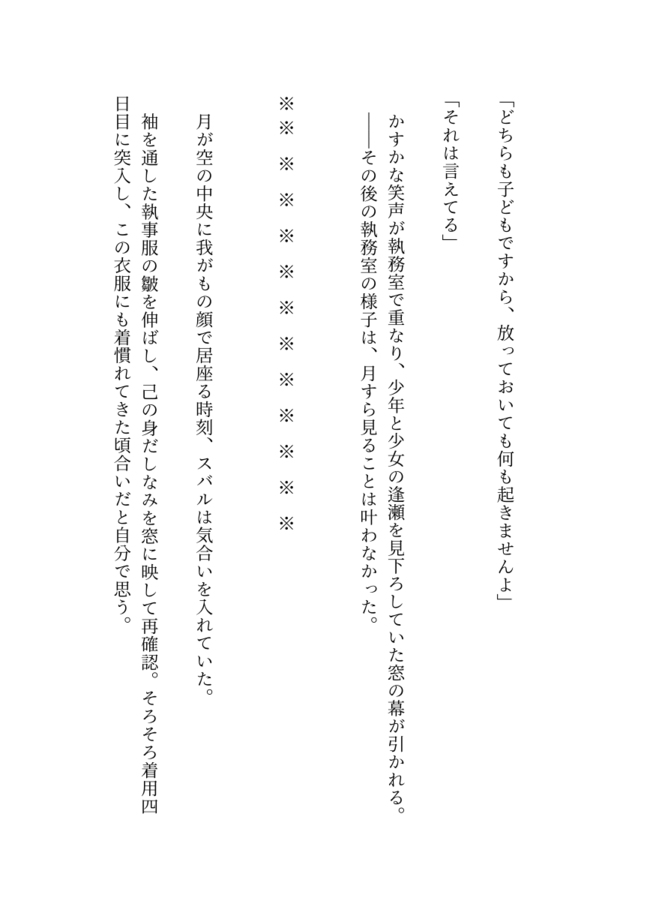 「どちらも子どもですから、放っておいても何も起きませんよ」
「それは言えてる」
かすかな笑声が執務室で重なり、少年と少女の逢瀬を見下ろしていた窓の幕が引かれる。
――その後の執務室の様子は、月すら見ることは叶わなかった。
※※　※　※　※　※　※　※　※　※　※　※　※
月が空の中央に我がもの顔で居座る時刻、スバルは気合いを入れていた。
袖を通した執事服の皺を伸ばし、己の身だしなみを窓に映して再確認。そろそろ着用四
日目に突入し、この衣服にも着慣れてきた頃合いだと自分で思う。